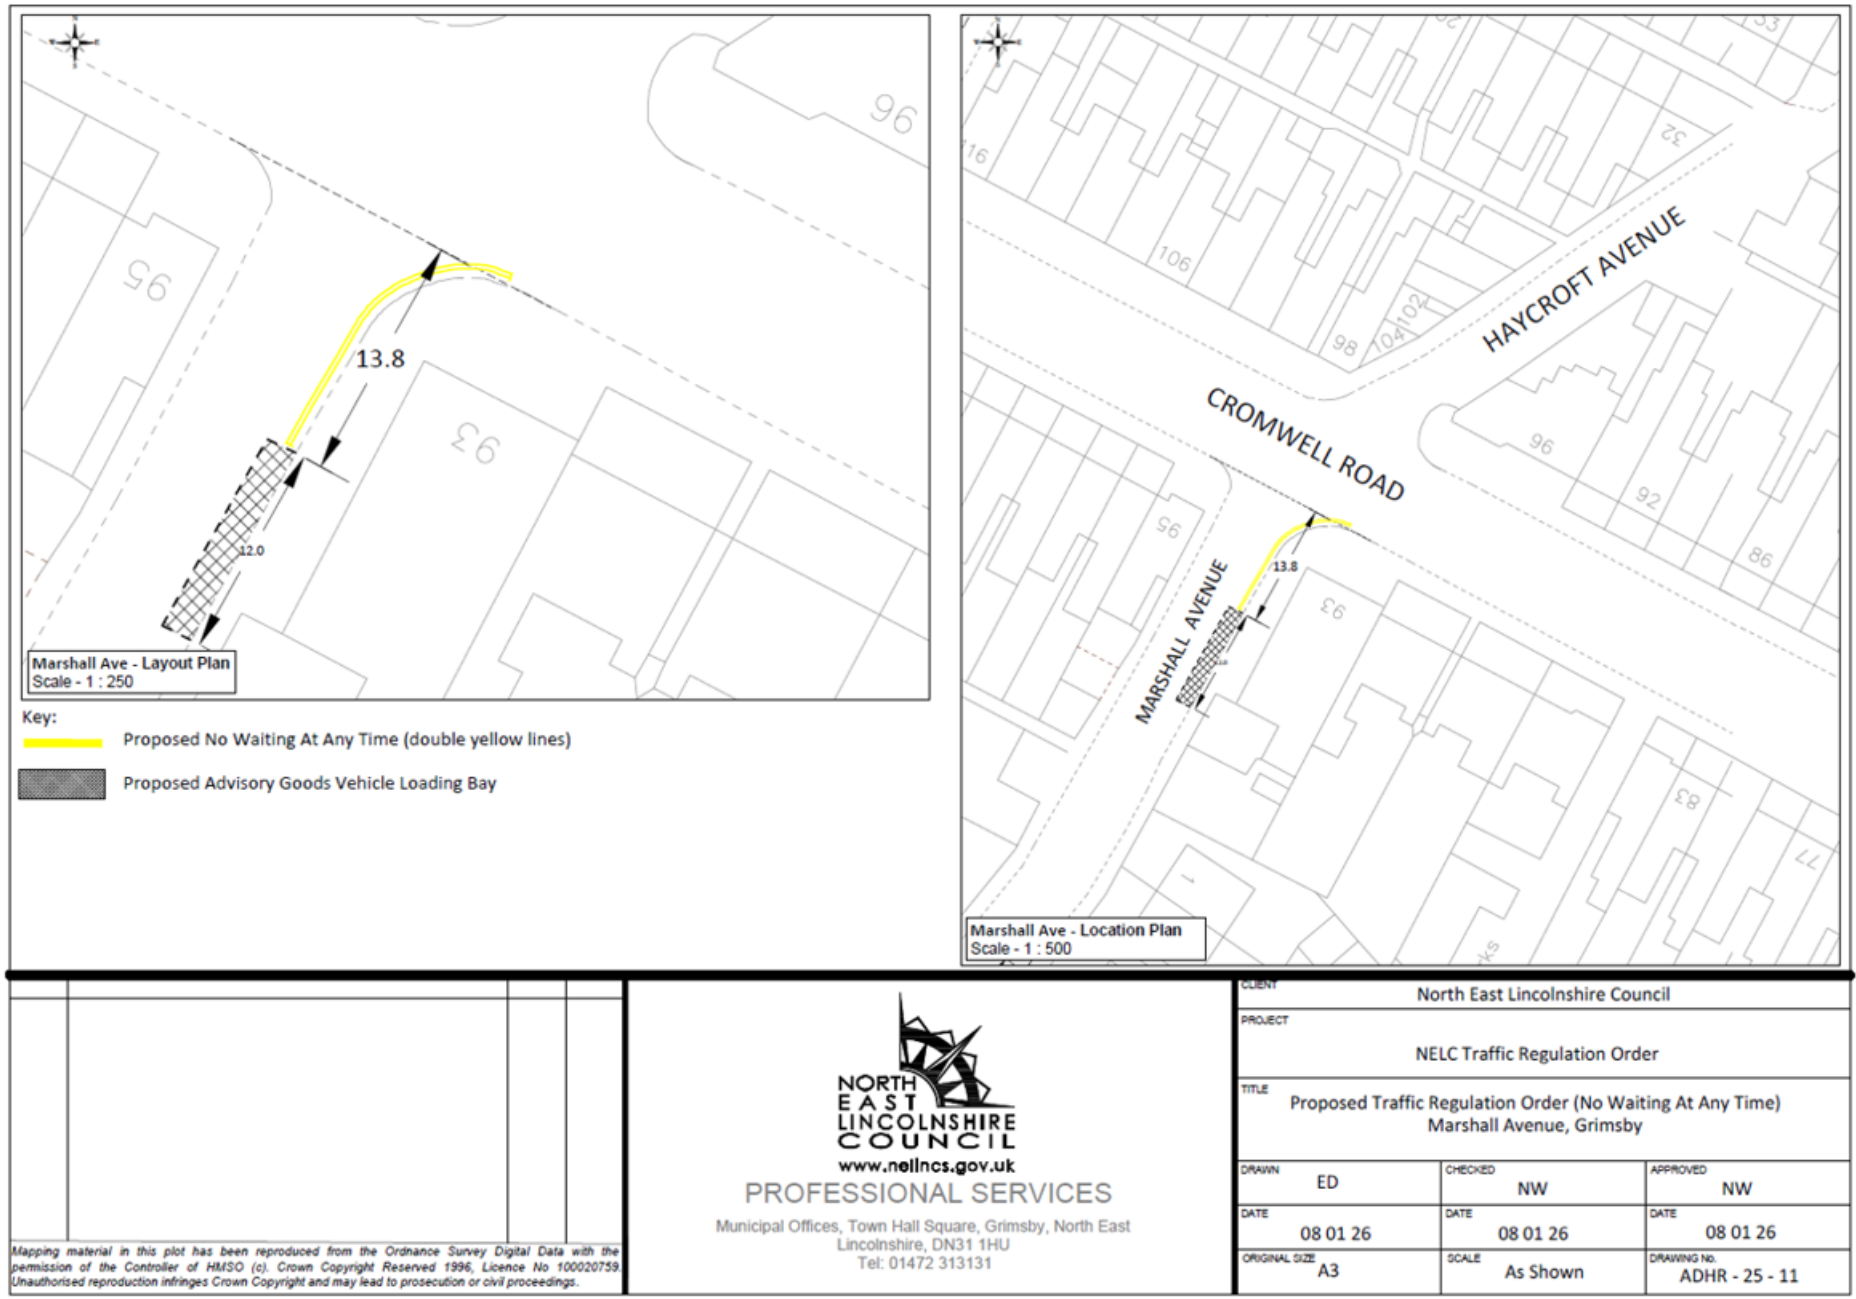 N
W
E
S
96
95
13.8
93
12.0
Marshall Ave - Layout Plan
Scale - 1 : 250
Key:
Proposed No Waiting At Any Time (double yellow lines)
Proposed Advisory Goods Vehicle Loading Bay
N
W
E
S
20
33
32
116
106
102
104
98
HAYCROFT AVENUE
CROMWELL ROAD
96
92
86
95
13.8
93
MARSHALL AVENUE
83
77
1
ks
Marshall Ave - Location Plan
Scale - 1 : 500
Mapping material in this plot has been reproduced from the Ordnance Survey Digital Data with the
permission of the Controller of HMSO (c). Crown Copyright Reserved 1996, Licence No 100020759.
Unauthorised reproduction infringes Crown Copyright and may lead to prosecution or civil proceedings.
NORTH
EAST
LINCOLNSHIRE
COUNCIL
www.nelincs.gov.uk
PROFESSIONAL SERVICES
Municipal Offices, Town Hall Square, Grimsby, North East
Lincolnshire, DN31 1HU
Tel: 01472 313131
CLIENT
North East Lincolnshire Council
PROJECT
NELC Traffic Regulation Order
TITLE
Proposed Traffic Regulation Order (No Waiting At Any Time)
Marshall Avenue, Grimsby
DRAWN
ED
CHECKED
NW
APPROVED
NW
DATE
08 01 26
DATE
08 01 26
DATE
08 01 26
ORIGINAL SIZE
A3
SCALE
As Shown
DRAWING No.
ADHR - 25 - 11